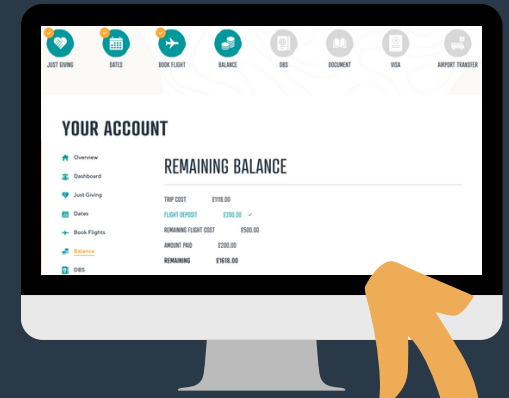 JUST GIVING DATES BOOK FLIGHT BALANCE DBS DOCUMENT VISA AIRPORT TRANSFER
YOUR ACCOUNT
Overview
Dashboard
Just Giving
Dates
Book Flights
Balance
DBS
REMAINING BALANCE
TRIP COST £1118.00
FLIGHT DEPOSIT £200.00
REMAINING FLIGHT COST £500.00
AMOUNT PAID £200.00
REMAINING £1618.00